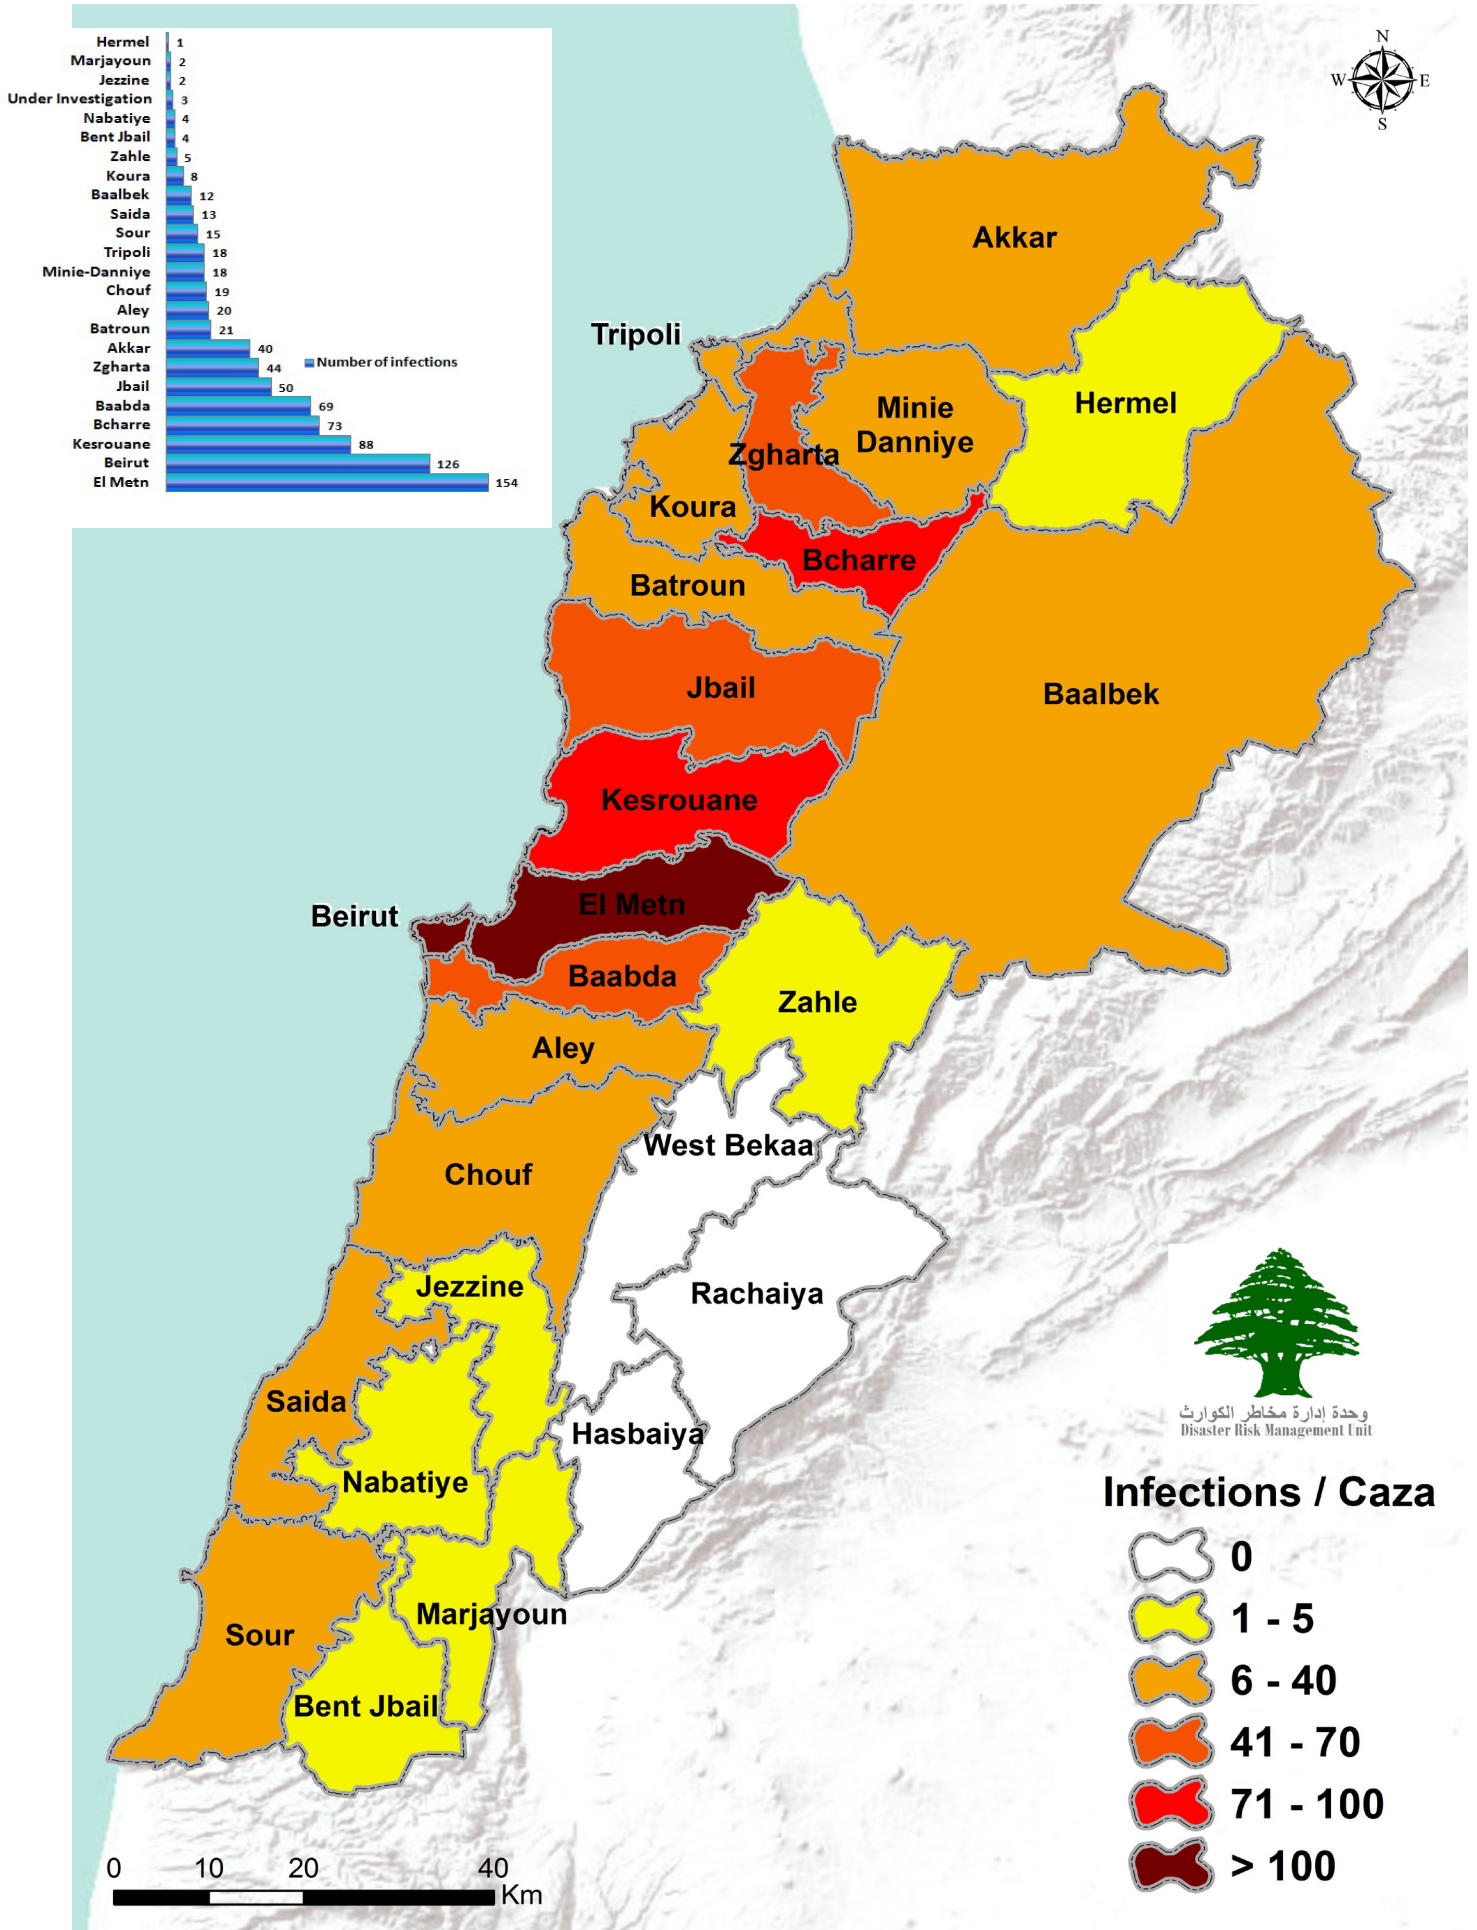 Hermel 1
Marjayoun 2
Jezzine 2
Under Investigation 3
Nabatiye 4
Bent Jbail 4
Zahle 5
Koura 8
Baalbek 12
Saida 13
Sour 15
Tripoli 18
Minie-Danniye 18
Chouf 19
Aley 20
Batroun 21
Akkar 40
Zgharta 44
Jbail 50
Baabda 69
Bcharre 73
Kesrouane 88
Beirut 126
El Metn 154
Number of infections
N
W E
S
Akkar
Tripoli
Hermel
Minie
Danniye
Zgharta
Koura
Bcharre
Batroun
Jbail
Baalbek
Kesrouane
El Metn
Beirut
Baabda
Zahle
Aley
West Bekaa
Chouf
Jezzine
Rachaiya
Saida
Hasbaiya
Nabatiye
Marjayoun
Sour
Bent Jbail
وحدة إدارة مخاطر الكوارث
Disaster Risk Management Unit
Infections / Caza
0
1 - 5
6 - 40
41 - 70
71 - 100
> 100
0 10 20 40
Km